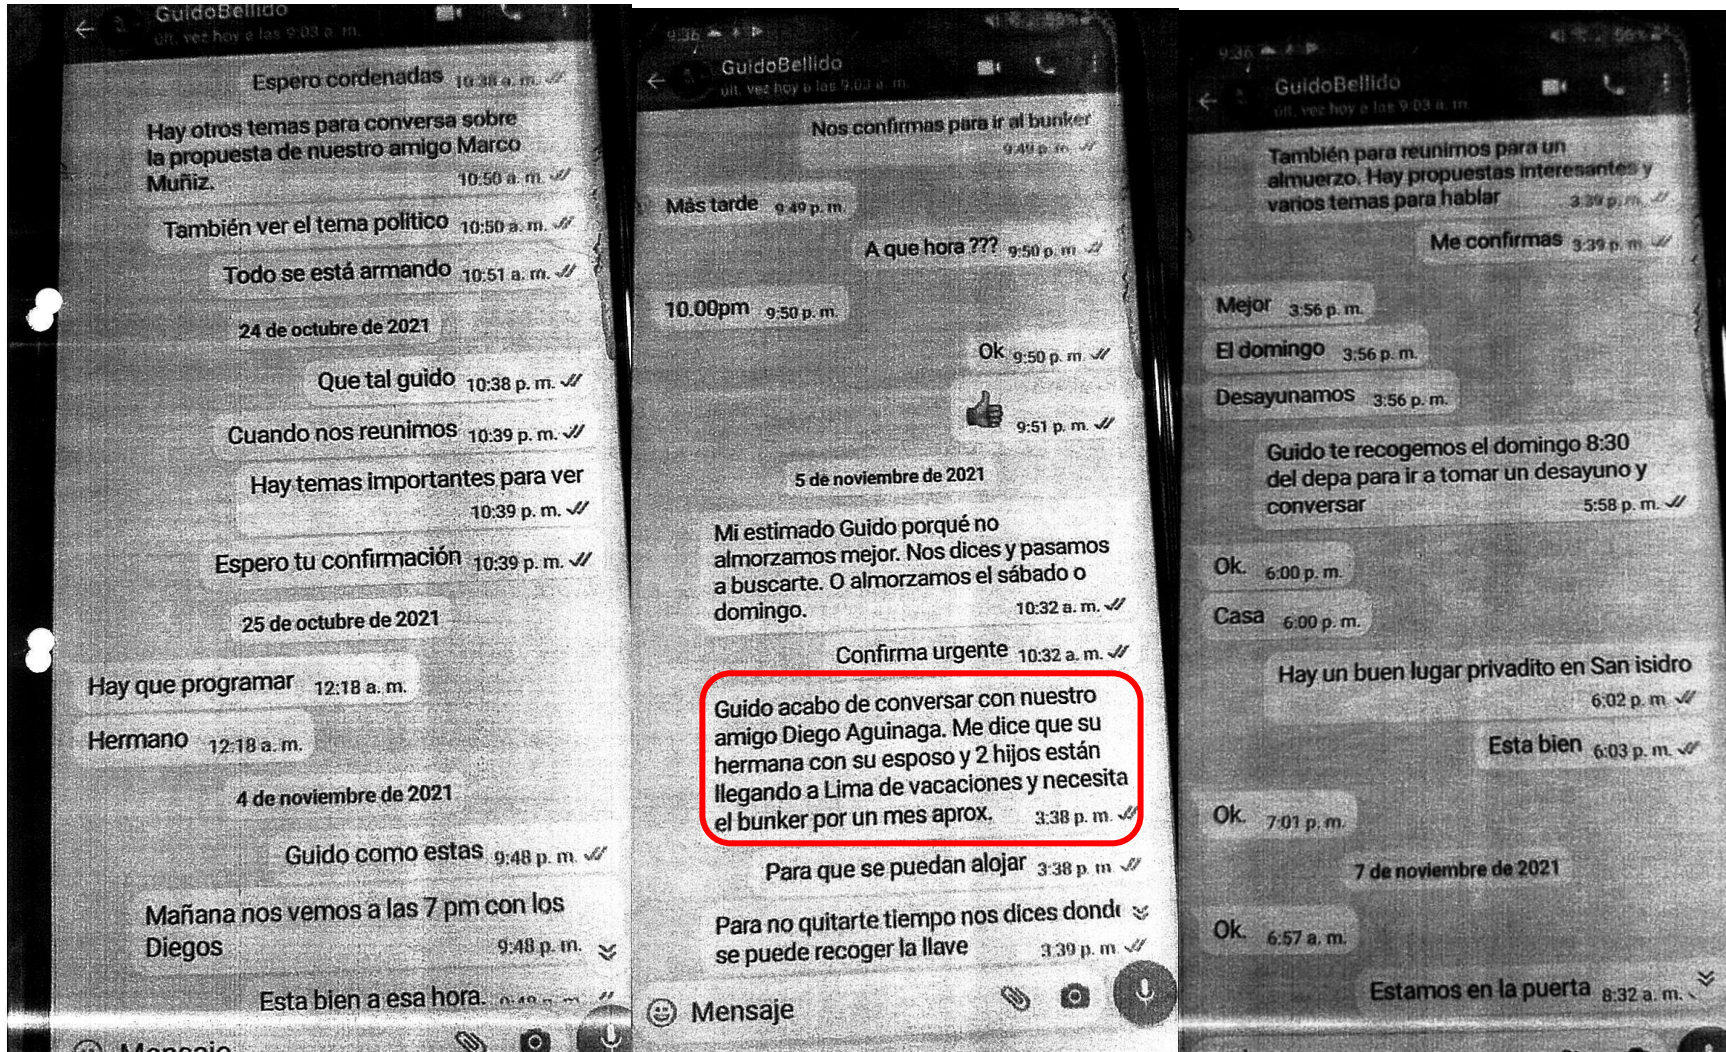 GuidoBellido
últ. vez hoy a las 9:03 a. m.
Espero cordenadas 10:38 a. m.
Hay otros temas para conversa sobre
la propuesta de nuestro amigo Marco
Muñiz. 10:50 a. m.
También ver el tema politico 10:50 a. m.
Todo se está armando 10:51 a. m.
24 de octubre de 2021
Que tal guido 10:38 p. m.
Cuando nos reunimos 10:39 p. m.
Hay temas importantes para ver
10:39 p. m.
Espero tu confirmación 10:39 p. m.
25 de octubre de 2021
Hay que programar 12:18 a. m.
Hermano 12:18 a. m.
4 de noviembre de 2021
Guido como estas 9:48 p. m.
Mañana nos vemos a las 7 pm con los
Diegos 9:48 p. m.
Esta bien a esa hora.
Mensaje
9:36
GuidoBellido
últ. vez hoy a las 9:03 a. m.
Nos confirmas para ir al bunker
9:49 p. m.
Más tarde 9:49 p. m.
A que hora ??? 9:50 p. m.
10.00pm 9:50 p. m.
Ok 9:50 p. m.
9:51 p. m.
5 de noviembre de 2021
Mi estimado Guido porqué no
almorzamos mejor. Nos dices y pasamos
a buscarte. O almorzamos el sábado o
domingo. 10:32 a. m.
Confirma urgente 10:32 a. m.
Guido acabo de conversar con nuestro
amigo Diego Aguinaga. Me dice que su
hermana con su esposo y 2 hijos están
llegando a Lima de vacaciones y necesita
el bunker por un mes aprox. 3:38 p. m.
Para que se puedan alojar 3:38 p. m.
Para no quitarte tiempo nos dices donde
se puede recoger la llave 3:39 p. m.
Mensaje
9:36
GuidoBellido
últ. vez hoy a las 9:03 a. m.
También para reunirnos para un
almuerzo. Hay propuestas interesantes y
varios temas para hablar 3:39 p. m.
Me confirmas 3:39 p. m.
Mejor 3:56 p. m.
El domingo 3:56 p. m.
Desayunamos 3:56 p. m.
Guido te recogemos el domingo 8:30
del depa para ir a tomar un desayuno y
conversar 5:58 p. m.
Ok. 6:00 p. m.
Casa 6:00 p. m.
Hay un buen lugar privadito en San isidro
6:02 p. m.
Esta bien 6:03 p. m.
Ok. 7:01 p. m.
7 de noviembre de 2021
Ok. 6:57 a. m.
Estamos en la puerta 8:32 a. m.